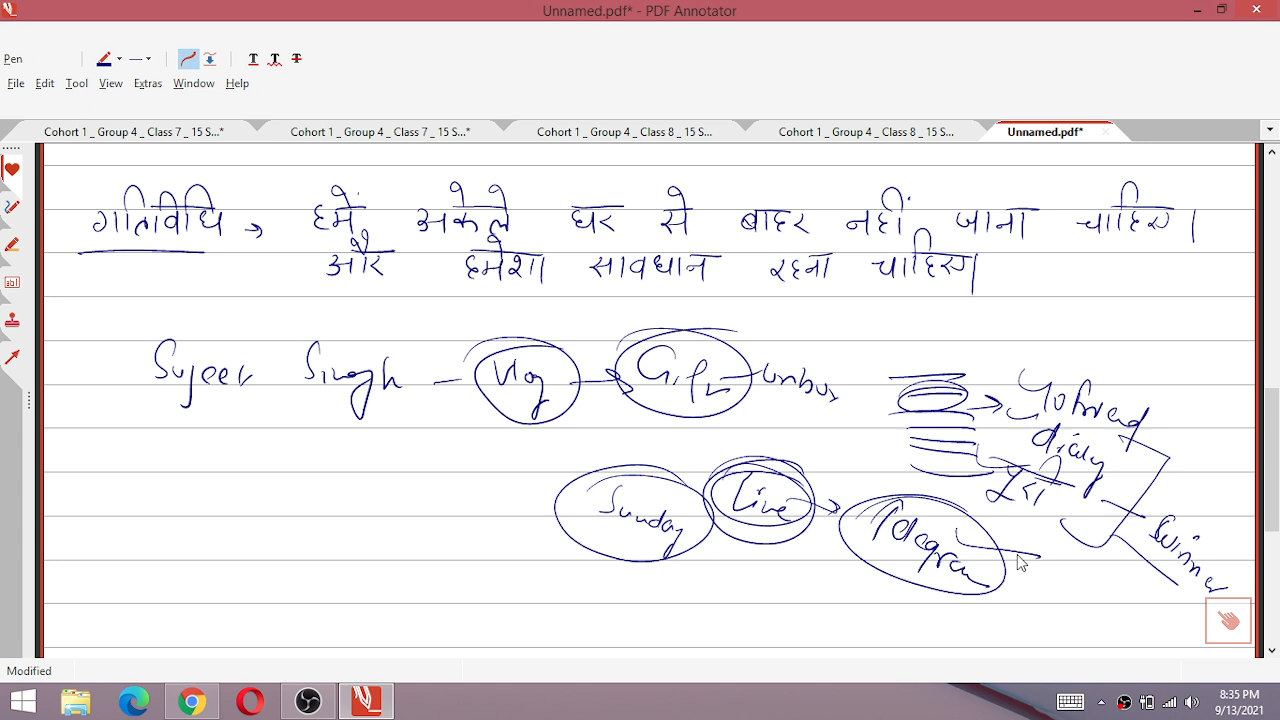 Unnamed.pdf* - PDF Annotator
Pen
T T T
File Edit Tool View Extras Window Help
Cohort 1 _ Group 4 _ Class 7 _ 15 S...* Cohort 1 _ Group 4 _ Class 7 _ 15 S...* Cohort 1 _ Group 4 _ Class 8 _ 15 S... Cohort 1 _ Group 4 _ Class 8 _ 15 S... Unnamed.pdf*
गतिविधि → हमें अकेले घर से बाहर नहीं जाना चाहिए।
और हमेशा सावधान रहना चाहिए।
Singh - Vlog
Sunday Live → Telegram
Modified
8:35 PM
9/13/2021